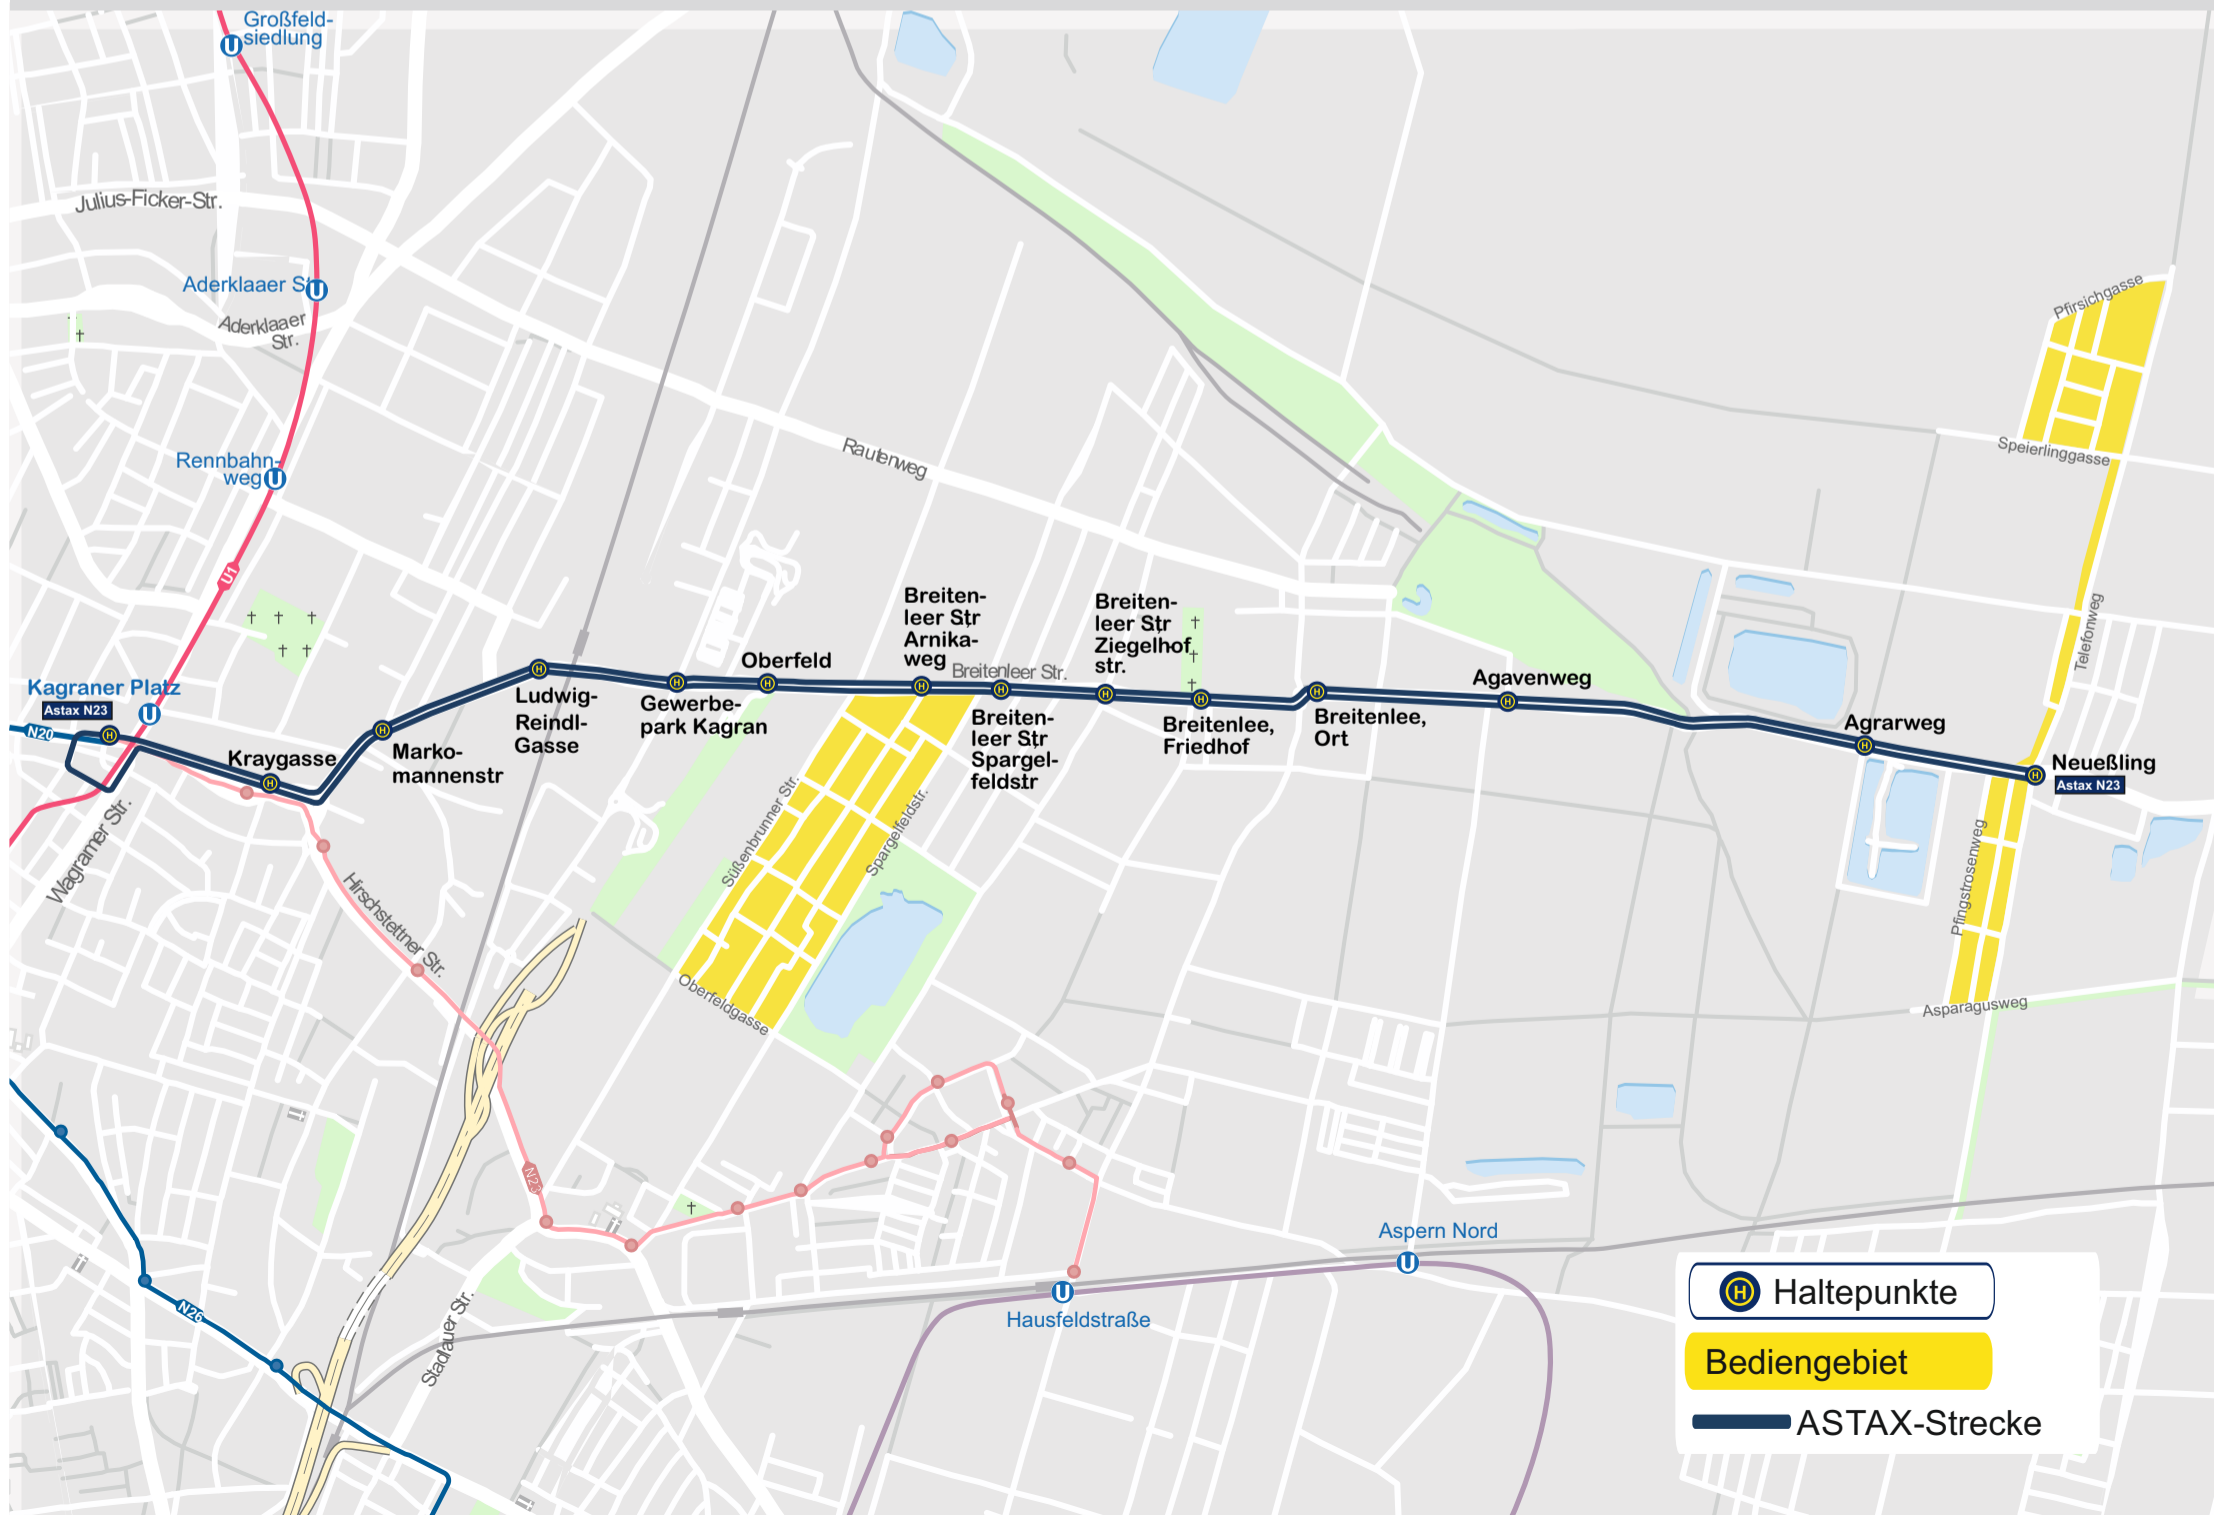 Großfeld-
siedlung
U
Julius-Ficker-Str.
Aderklaaer S
U
Aderklaaer
Str.
Rennbahn-
weg
U
U1
Rautenweg
Pfirsichgasse
Speierlinggasse
Telefonweg
Kagraner Platz
Astax N23
U
N20
H
Kraygasse
H
H
Marko-
mannenstr
H
Ludwig-
Reindl-
Gasse
H
Gewerbe-
park Kagran
Oberfeld
H
Breiten-
leer Str
Arnika-
weg
H
Breitenleer Str.
H
Breiten-
leer Str
Spargel-
feldstr
Breiten-
leer Str
Ziegelhof
str.
H
H
Breitenlee,
Friedhof
H
Breitenlee,
Ort
Agavenweg
H
Agrarweg
H
H
Neueßling
Astax N23
Wagramer Str.
Hirschstettner Str.
Süßenbrunner Str.
Spargelfeldstr.
Oberfeldgasse
Pfingstrosenweg
Asparagusweg
N23
N26
Stadlauer Str.
U
Hausfeldstraße
Aspern Nord
U
H Haltepunkte
Bediengebiet
ASTAX-Strecke